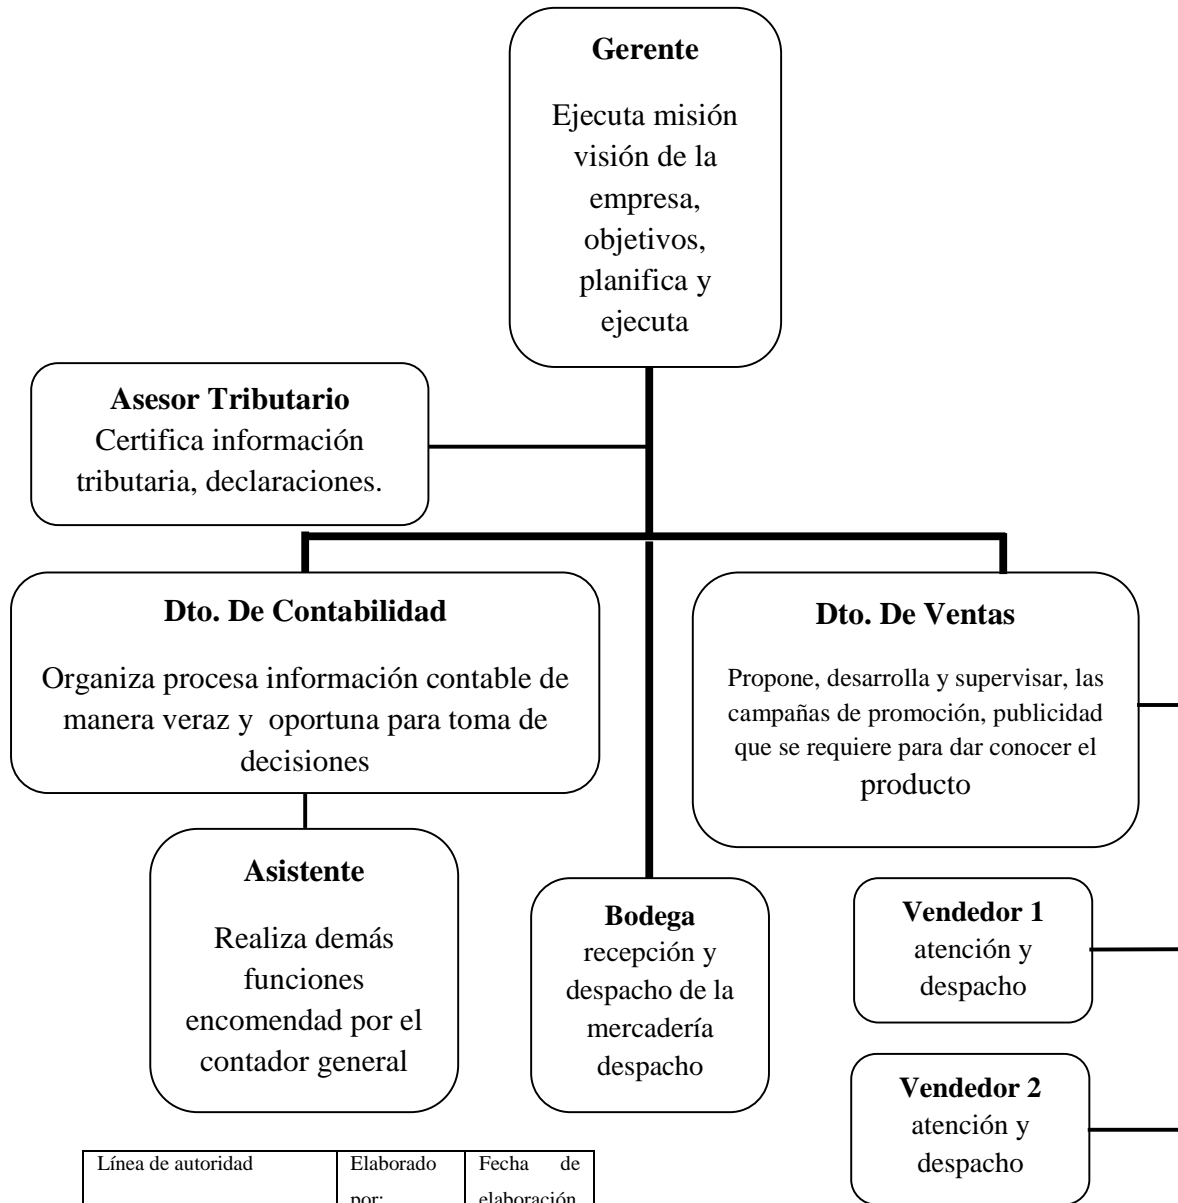 Gerente
Ejecuta misión
visión de la
empresa,
objetivos,
planifica y
ejecuta
Asesor Tributario
Certifica información
tributaria, declaraciones.
Dto. De Contabilidad
Organiza procesa información contable de
manera veraz y oportuna para toma de
decisiones
Dto. De Ventas
Propone, desarrolla y supervisar, las
campañas de promoción, publicidad
que se requiere para dar conocer el
producto
Asistente
Realiza demás
funciones
encomendad por el
contador general
Bodega
recepción y
despacho de la
mercadería
despacho
Vendedor 1
atención y
despacho
Vendedor 2
atención y
despacho
Línea de autoridad
Elaborado
por:
Fecha de
elaboración